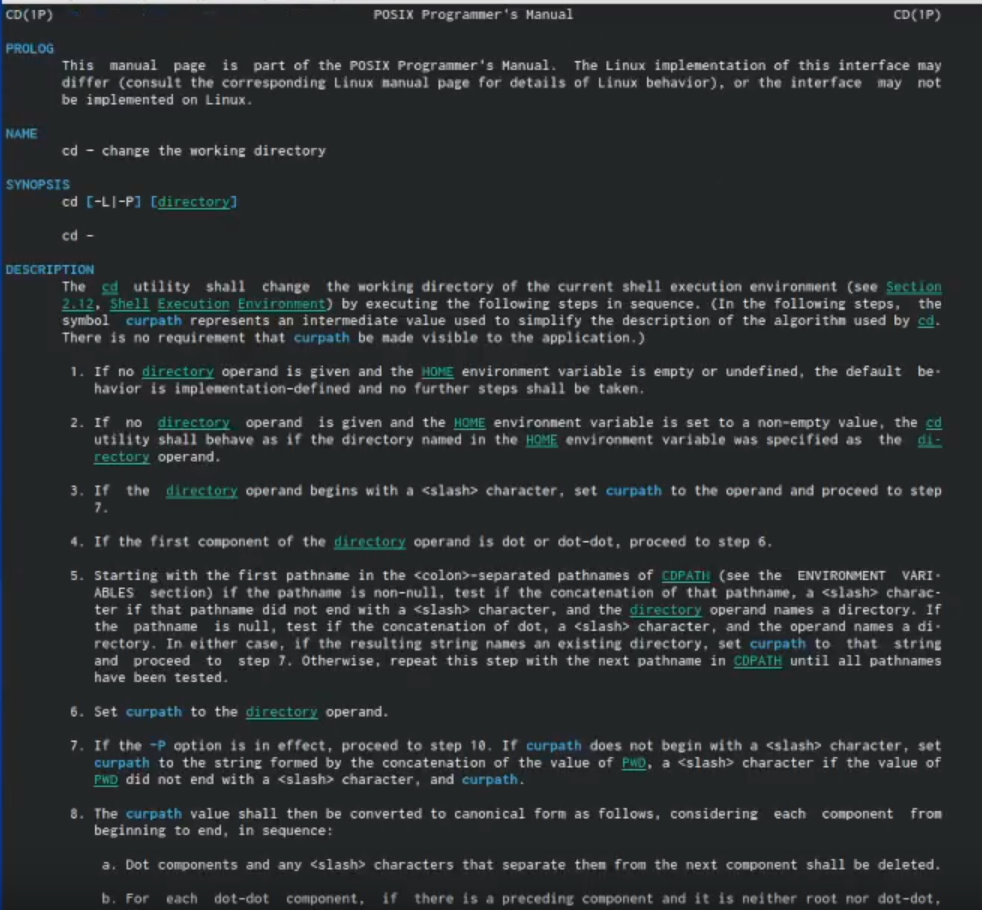 CD(1P) POSIX Programmer's Manual CD(1P)
PROLOG
This manual page is part of the POSIX Programmer's Manual. The Linux implementation of this interface may
differ (consult the corresponding Linux manual page for details of Linux behavior), or the interface may not
be implemented on Linux.
NAME
cd - change the working directory
SYNOPSIS
cd [-L|-P] [directory]
cd -
DESCRIPTION
The cd utility shall change the working directory of the current shell execution environment (see Section
2.12, Shell Execution Environment) by executing the following steps in sequence. (In the following steps, the
symbol curpath represents an intermediate value used to simplify the description of the algorithm used by cd.
There is no requirement that curpath be made visible to the application.)
1. If no directory operand is given and the HOME environment variable is empty or undefined, the default be-
havior is implementation-defined and no further steps shall be taken.
2. If no directory operand is given and the HOME environment variable is set to a non-empty value, the cd
utility shall behave as if the directory named in the HOME environment variable was specified as the di-
rectory operand.
3. If the directory operand begins with a <slash> character, set curpath to the operand and proceed to step
7.
4. If the first component of the directory operand is dot or dot-dot, proceed to step 6.
5. Starting with the first pathname in the <colon>-separated pathnames of CDPATH (see the ENVIRONMENT VARI-
ABLES section) if the pathname is non-null, test if the concatenation of that pathname, a <slash> charac-
ter if that pathname did not end with a <slash> character, and the directory operand names a directory. If
the pathname is null, test if the concatenation of dot, a <slash> character, and the operand names a di-
rectory. In either case, if the resulting string names an existing directory, set curpath to that string
and proceed to step 7. Otherwise, repeat this step with the next pathname in CDPATH until all pathnames
have been tested.
6. Set curpath to the directory operand.
7. If the -P option is in effect, proceed to step 10. If curpath does not begin with a <slash> character, set
curpath to the string formed by the concatenation of the value of PWD, a <slash> character if the value of
PWD did not end with a <slash> character, and curpath.
8. The curpath value shall then be converted to canonical form as follows, considering each component from
beginning to end, in sequence:
a. Dot components and any <slash> characters that separate them from the next component shall be deleted.
b. For each dot-dot component, if there is a preceding component and it is neither root nor dot-dot,